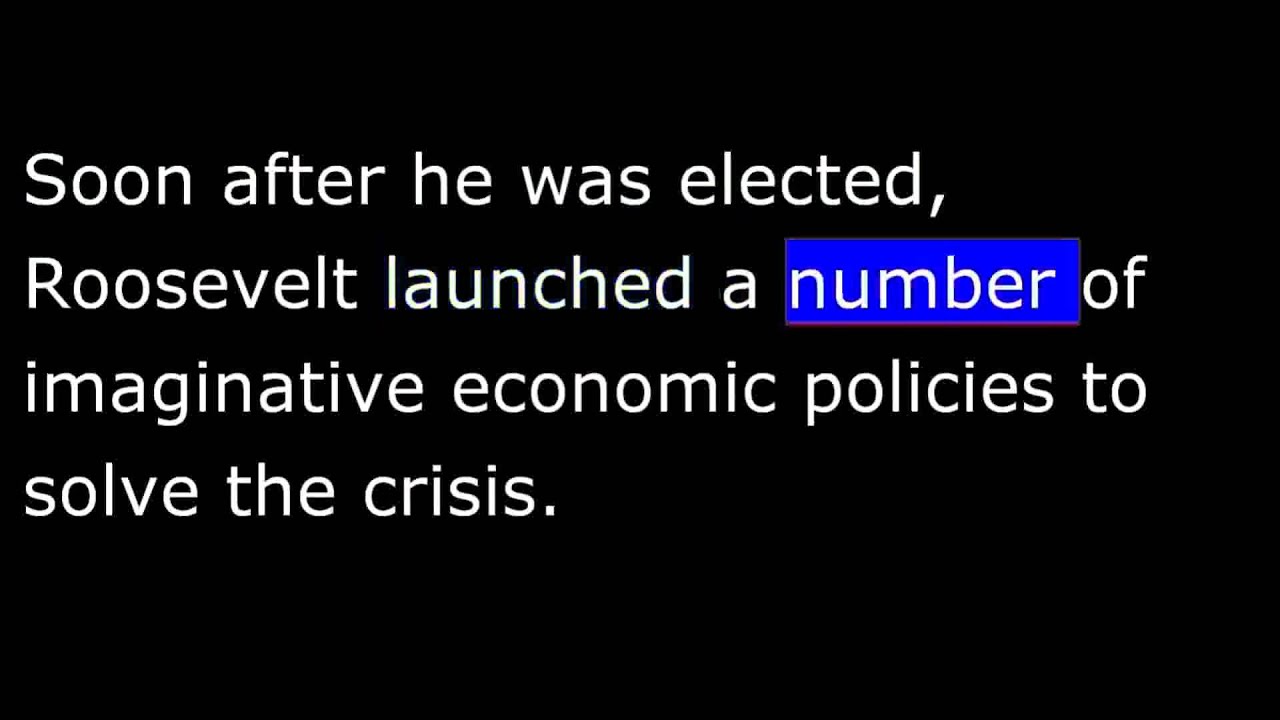 Soon after he was elected,
Roosevelt launched a number of
imaginative economic policies to
solve the crisis.